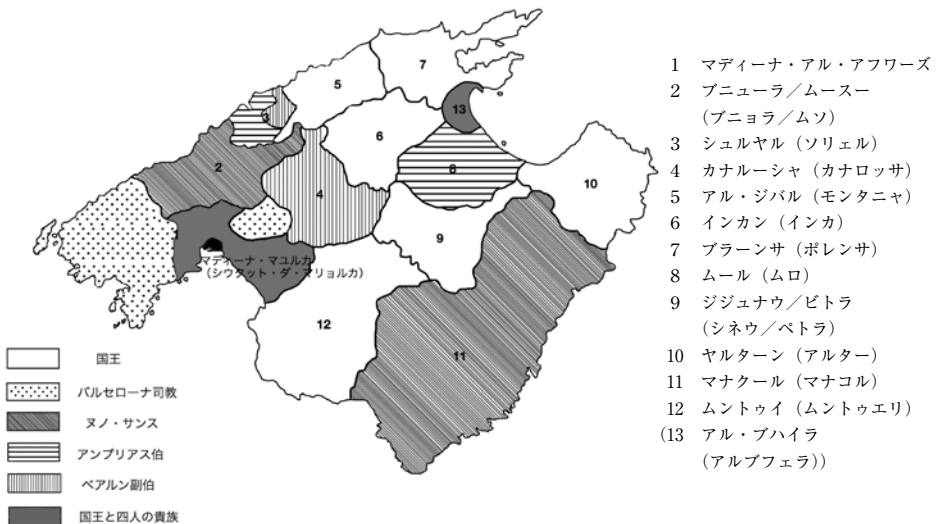 5
7
13
3
6
2
8
10
4
9
マディーナ・マユルカ
(シウタット・ダ・マリョルカ)
12
11
国王
バルセローナ司教
ヌノ・サンス
アンプリアス伯
ベアルン副伯
国王と四人の貴族
1 マディーナ・アル・アフワーズ
2 ブニューラ/ムースー
(ブニョラ/ムソ)
3 シュルヤル(ソリェル)
4 カナルーシャ(カナロッサ)
5 アル・ジバル(モンタニャ)
6 インカン(インカ)
7 ブラーンサ(ポレンサ)
8 ムール(ムロ)
9 ジジュナウ/ビトラ
(シネウ/ペトラ)
10 ヤルターン(アルター)
11 マナクール(マナコル)
12 ムントゥイ(ムントゥエリ)
(13 アル・ブハイラ
(アルブフェラ))